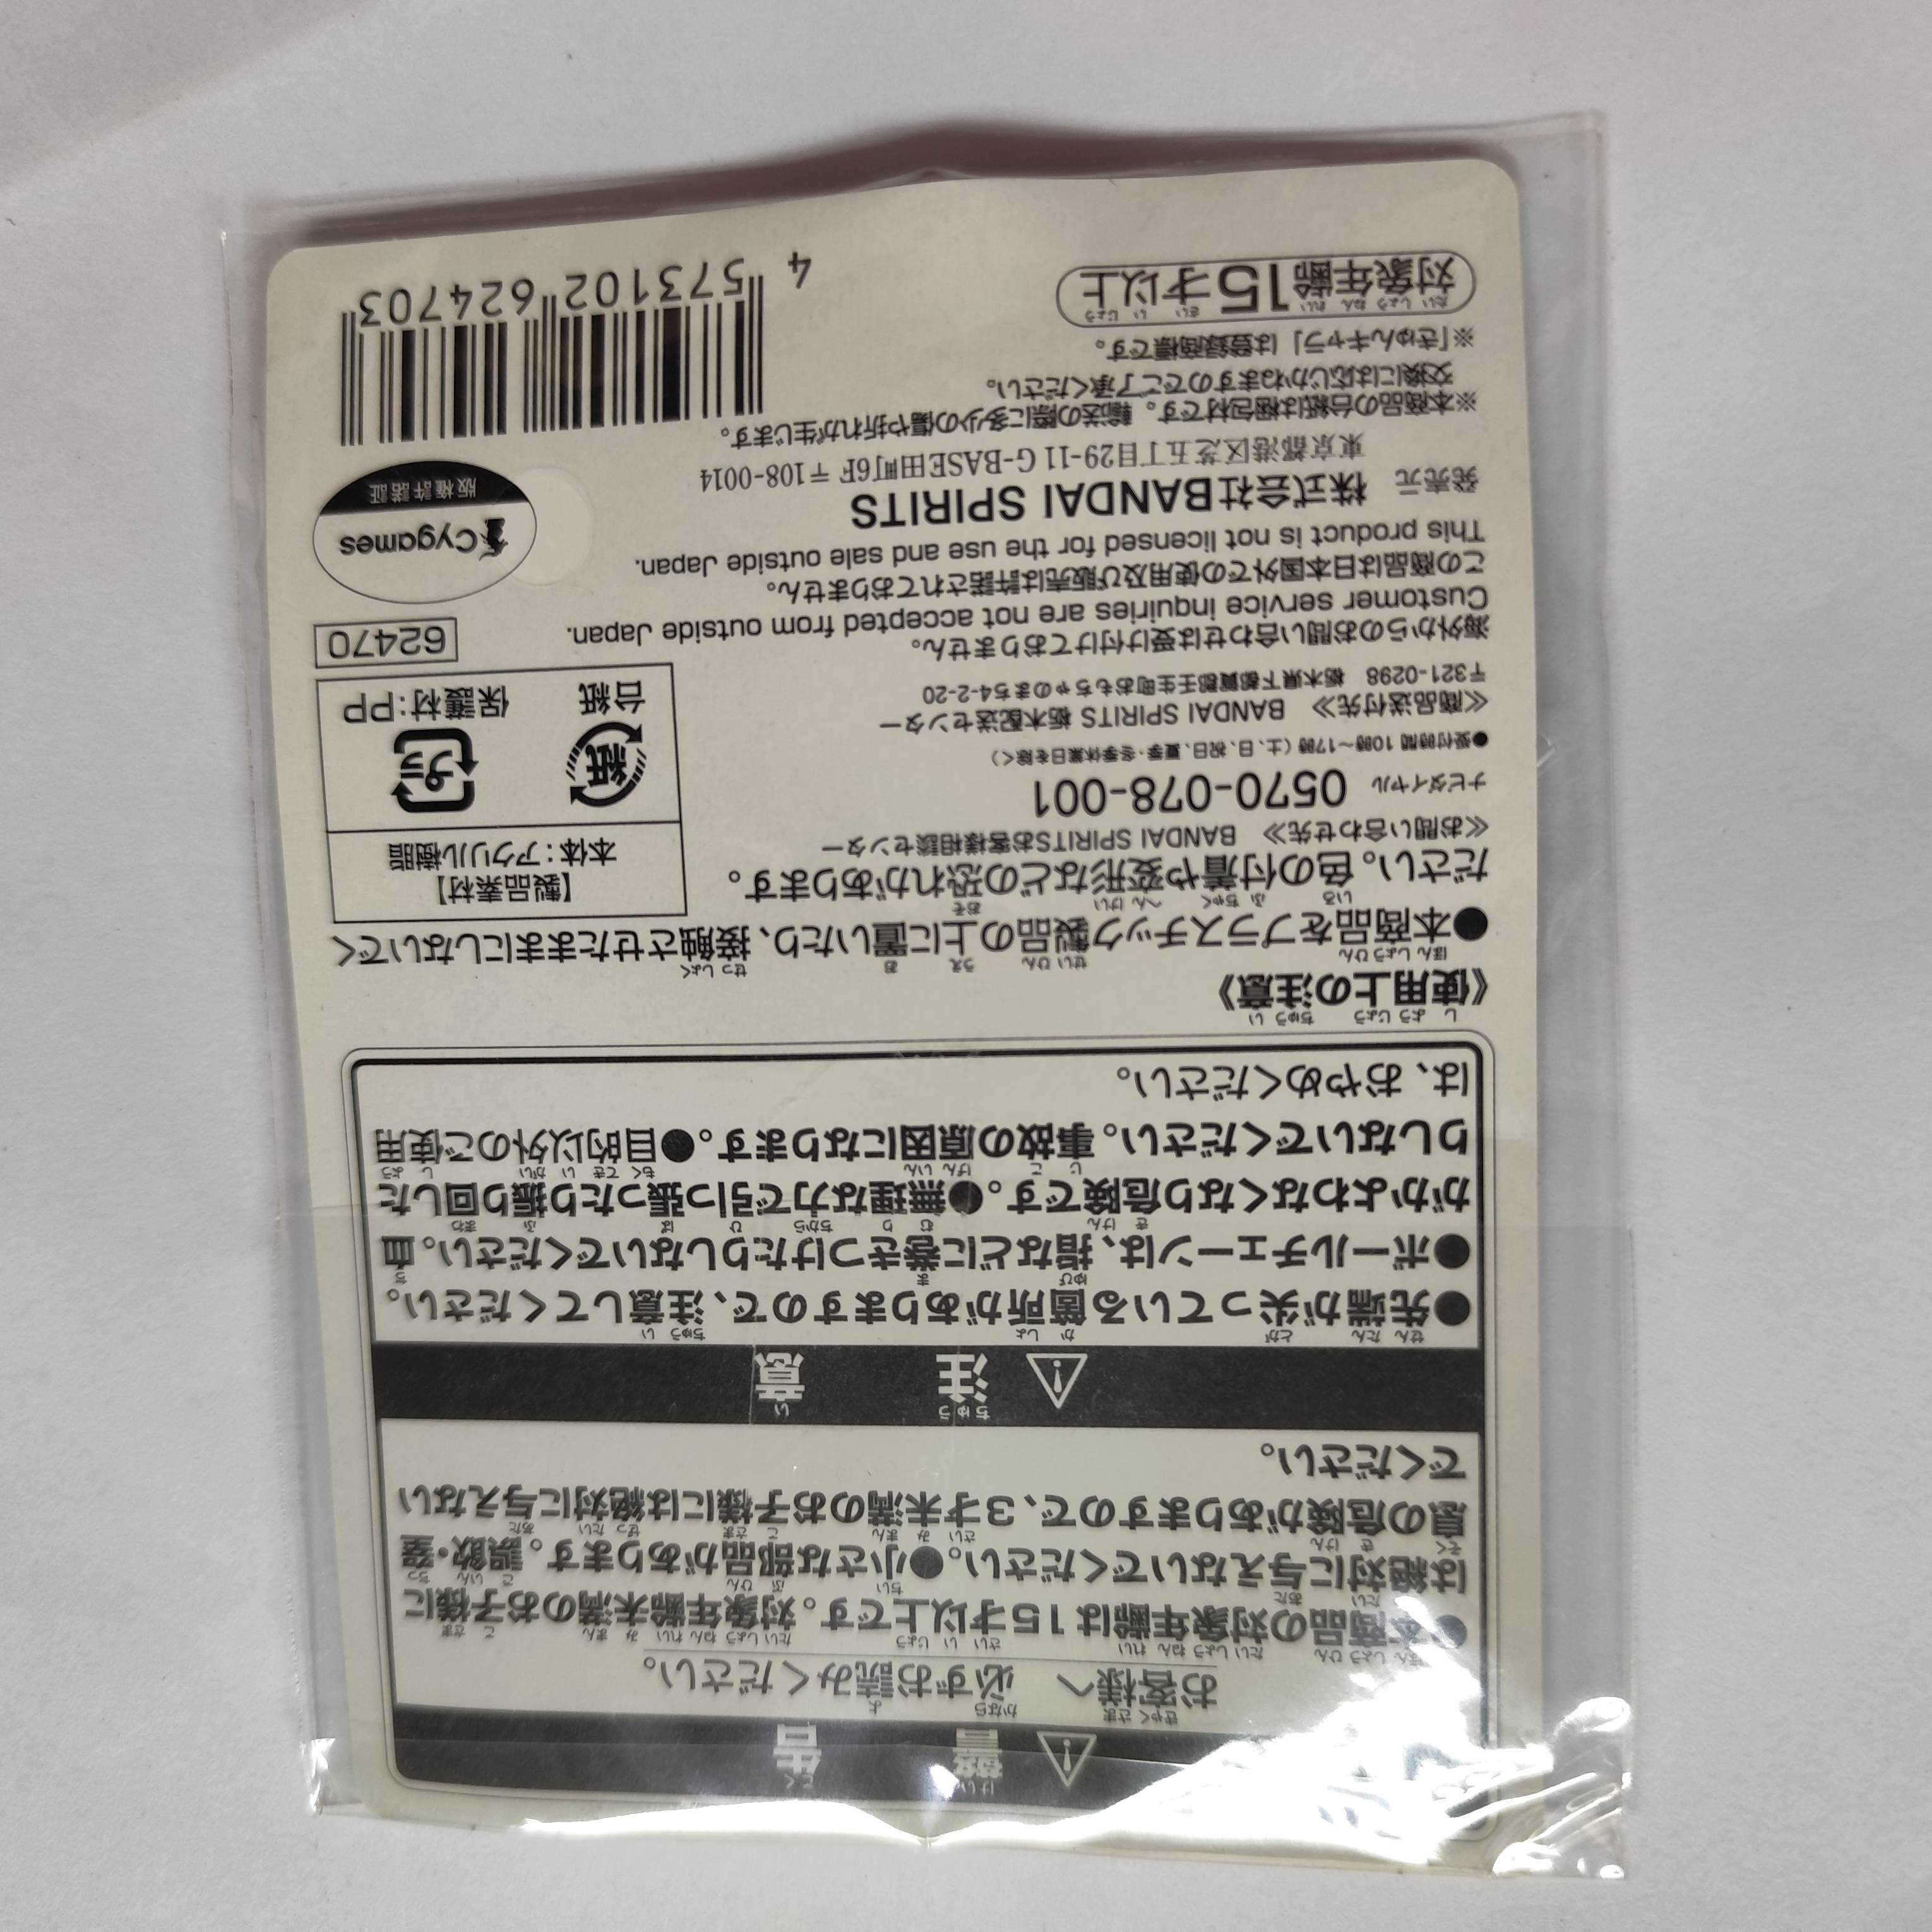 警告
お客様へ 必ずお読みください。
●本商品の対象年齢は15才以上です。対象年齢未満のお子様に
は絶対に与えないでください。●小さな部品があります。誤飲・窒
息の危険がありますので、3才未満のお子様には絶対に与えない
でください。
注意
●先端が尖っている箇所がありますので、注意してください。
●ボールチェーンは、指などに巻きつけたりしないでください。血
がかよわなくなり危険です。●無理な力で引っ張ったり振り回した
りしないでください。事故の原因になります。●目的以外のご使用
は、おやめください。
《使用上の注意》
●本商品をプラスチック製品の上に置いたり、接触させたままにしないでく
ださい。色の付着や変形などの恐れがあります。
≪お問い合わせ先≫ BANDAI SPIRITSお客様相談センター
ナビダイヤル 0570-078-001
●受付時間 10時~17時(土、日、祝日、夏季・冬季休業日を除く)
≪商品送付先≫ BANDAI SPIRITS 栃木配送センター
〒321-0298 栃木県下都賀郡壬生町おもちゃのまち4-2-20
海外からのお問い合わせは受け付けておりません。
Customer service inquiries are not accepted from outside Japan.
この商品は日本国外での使用及び販売は許諾されておりません。
This product is not licensed for the use and sale outside Japan.
発売元 株式会社BANDAI SPIRITS
東京都港区芝五丁目29-11 G-BASE田町6F 〒108-0014
※本商品の台紙は梱包材です。輸送の際に多少の傷や折れが生じます。
交換には応じかねますのでご了承ください。
※「きゅんキャラ」は登録商標です。
対象年齢15才以上
【製品素材】
本体:アクリル樹脂
紙
プラ
台紙
保護材:PP
62470
Cygames
版権許諾証
4 573102 624703